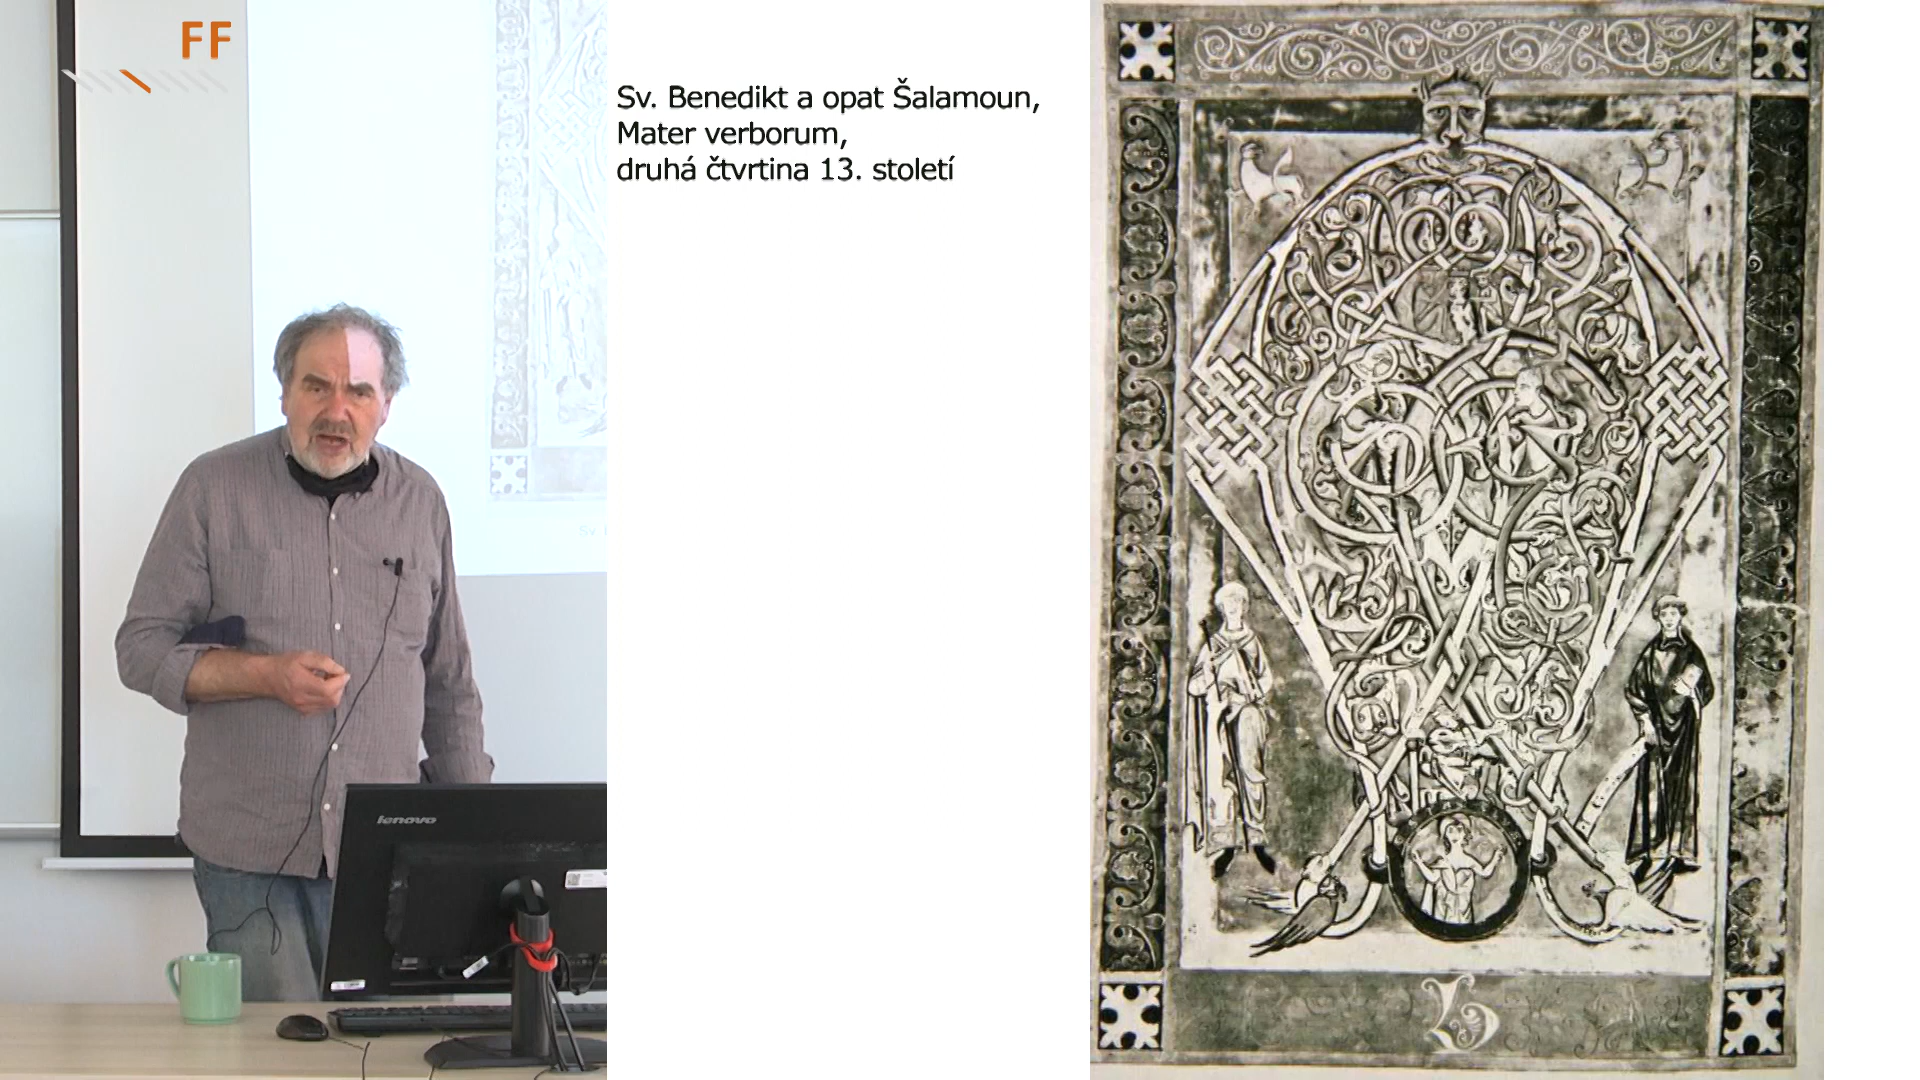 FF
Sv. Benedikt a opat Šalamoun,
Mater verborum,
druhá čtvrtina 13. století
lenovo